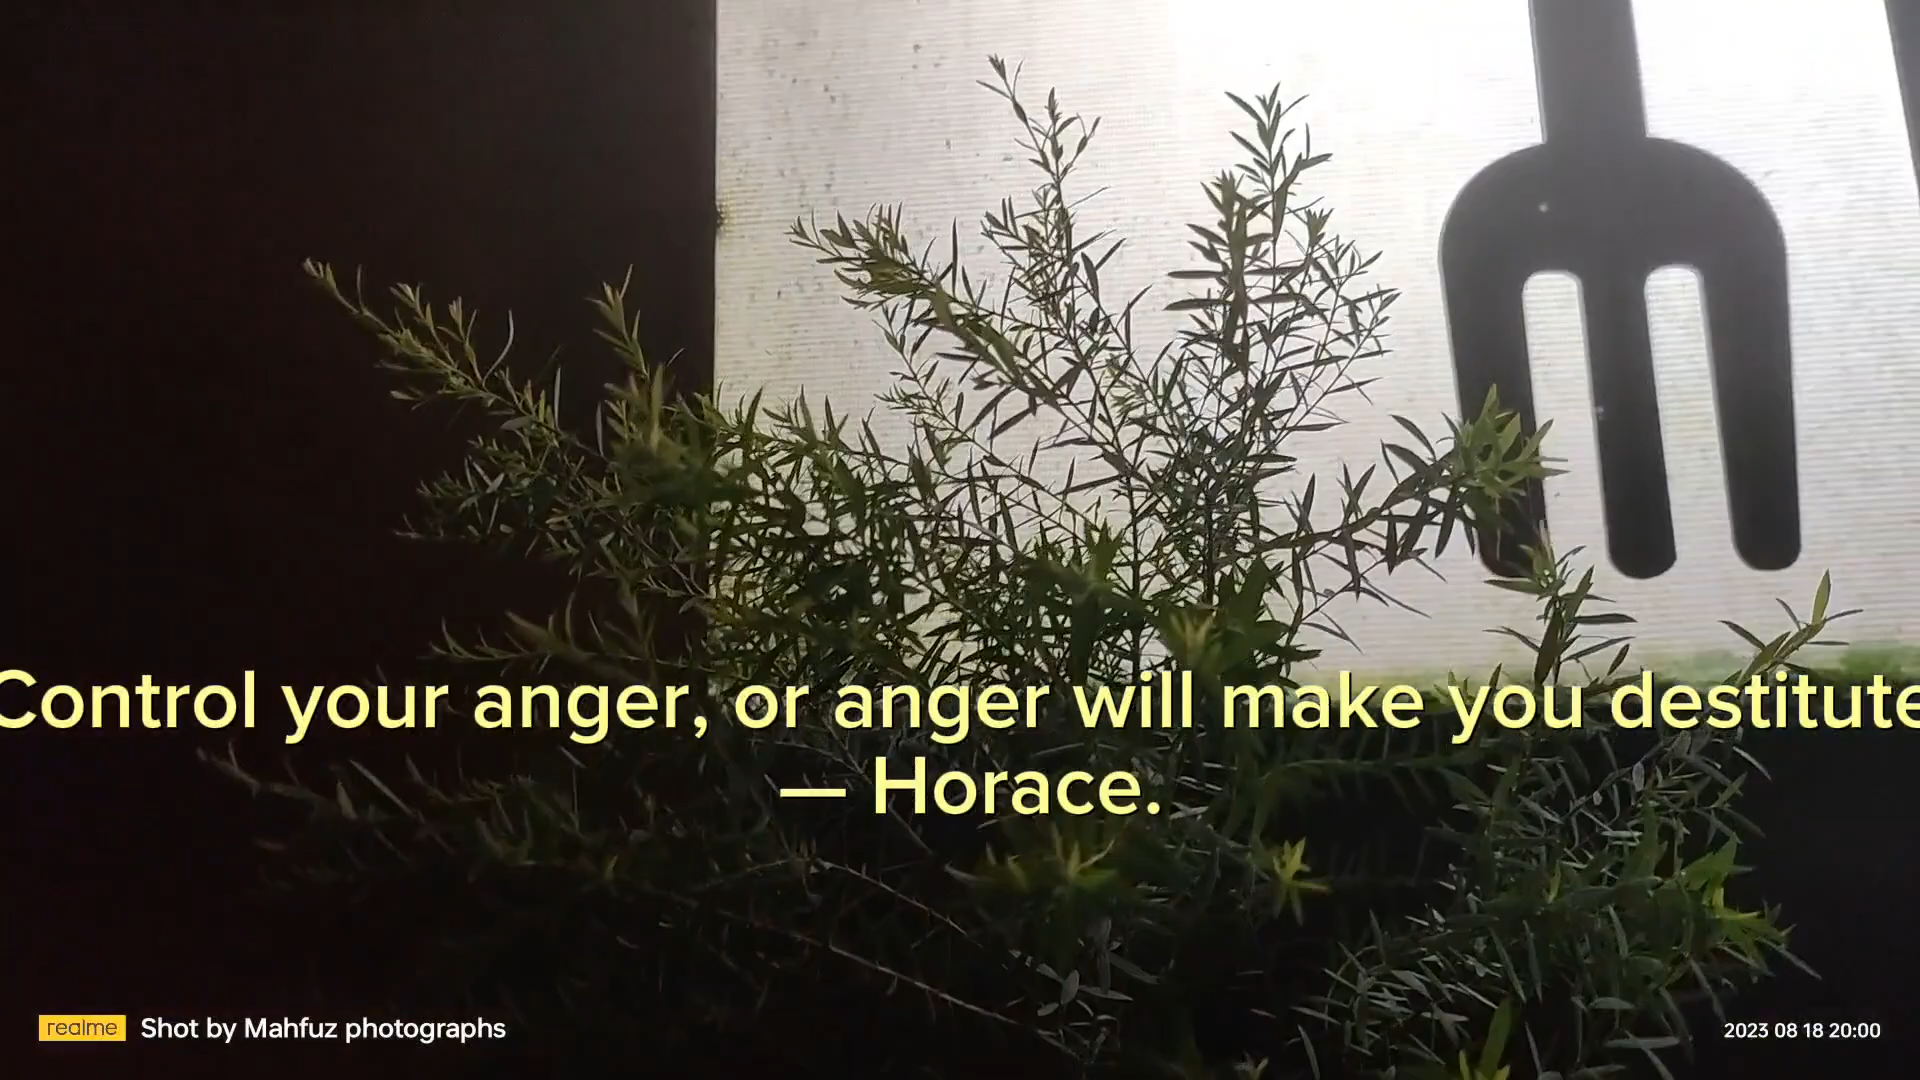 Control your anger, or anger will make you destitute
— Horace.
realme Shot by Mahfuz photographs
2023 08 18 20:00